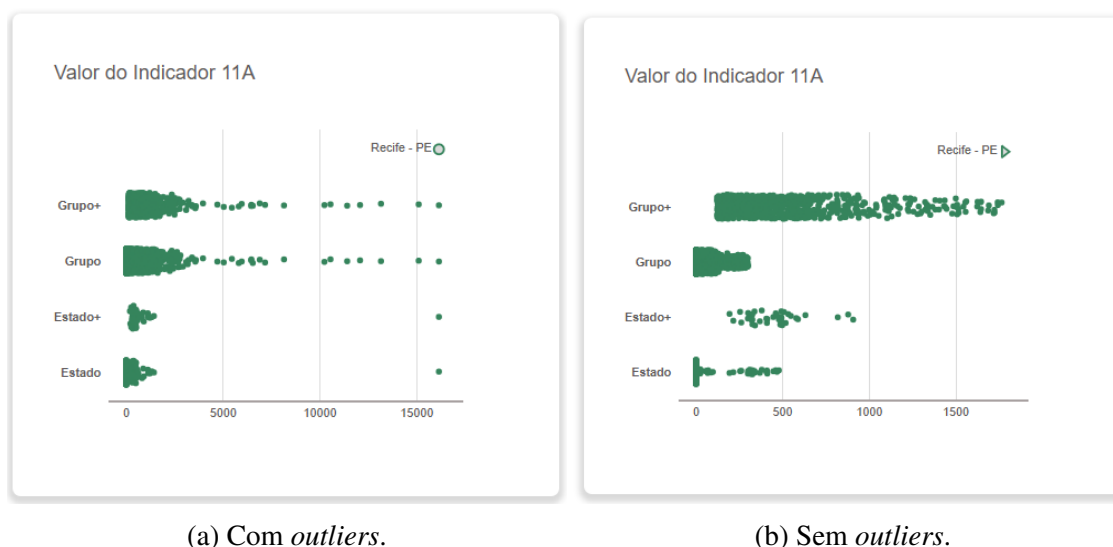 Valor do Indicador 11A
Recife - PE
Grupo+
Grupo
Estado+
Estado
0 5000 10000 15000
(a) Com outliers.
Valor do Indicador 11A
Recife - PE
Grupo+
Grupo
Estado+
Estado
0 500 1000 1500
(b) Sem outliers.